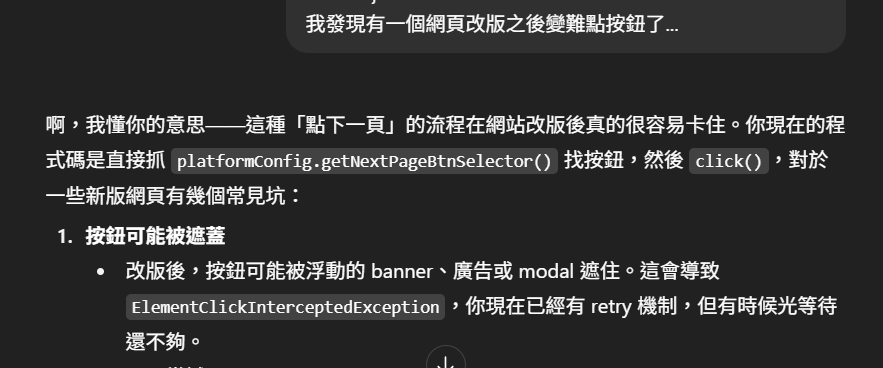 我發現有一個網頁改版之後變難點按鈕了...
啊，我懂你的意思——這種「點下一頁」的流程在網站改版後真的很容易卡住。你現在的程
式碼是直接抓 platformConfig.getNextPageBtnSelector() 找按鈕，然後 click()，對於
一些新版網頁有幾個常見坑：
1. 按鈕可能被遮蓋
• 改版後，按鈕可能被浮動的 banner、廣告或 modal 遮住。這會導致
ElementClickInterceptedException，你現在已經有 retry 機制，但有時候光等待
還不夠。